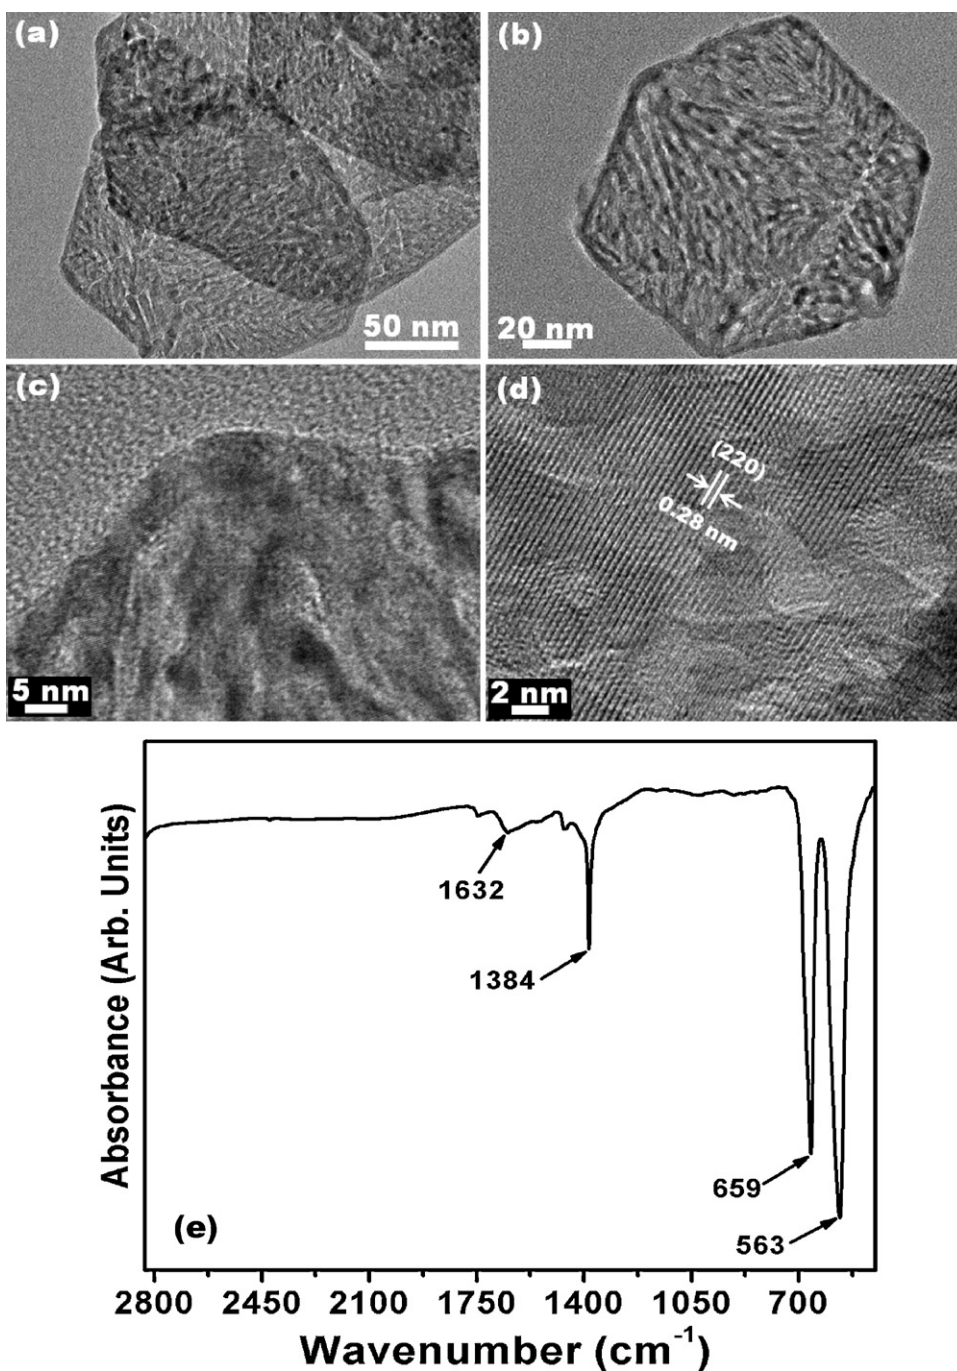 (a)
50 nm
(b)
20 nm
(c)
5 nm
(d)
(220)
0.28 nm
2 nm
Absorbance (Arb. Units)
1632
1384
659
563
(e)
2800 2450 2100 1750 1400 1050 700
Wavenumber (cm⁻¹)